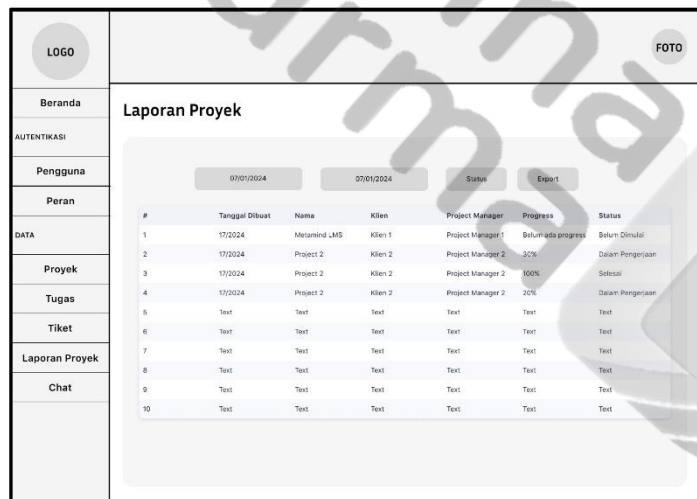 LOGO
FOTO
Beranda
AUTENTIKASI
Pengguna
Peran
DATA
Proyek
Tugas
Tiket
Laporan Proyek
Chat
Laporan Proyek
07/01/2024 07/01/2024 Status Export
# Tanggal Dibuat Nama Klien Project Manager Progress Status
1 17/2024 Metamind LMS Klien 1 Project Manager 1 Belum ada progress Belum Dimulai
2 17/2024 Project 2 Klien 2 Project Manager 2 30% Dalam Pengerjaan
3 17/2024 Project 2 Klien 2 Project Manager 2 100% Selesai
4 17/2024 Project 2 Klien 2 Project Manager 2 20% Dalam Pengerjaan
5 Text Text Text Text Text Text
6 Text Text Text Text Text Text
7 Text Text Text Text Text Text
8 Text Text Text Text Text Text
9 Text Text Text Text Text Text
10 Text Text Text Text Text Text